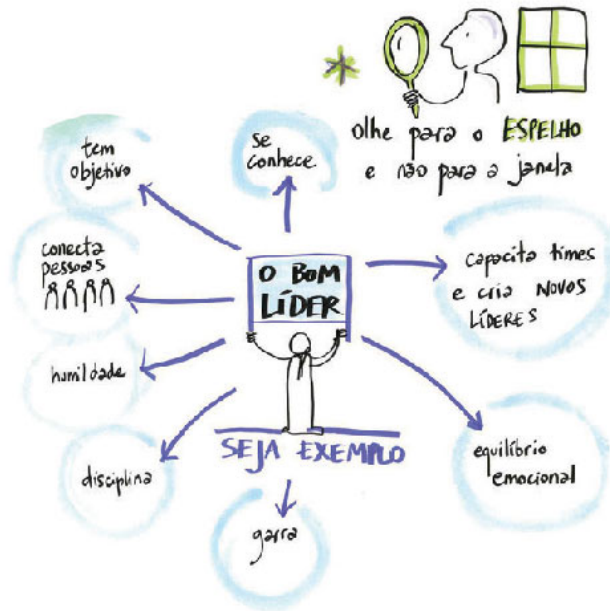 olhe para o ESPELHO
e não para a janela
se
conhece
tem
objetivo
conecta
pessoas
humildade
disciplina
garra
equilíbrio
emocional
capacita times
e cria NOVOS
LÍDERES
O BOM
LÍDER
SEJA EXEMPLO